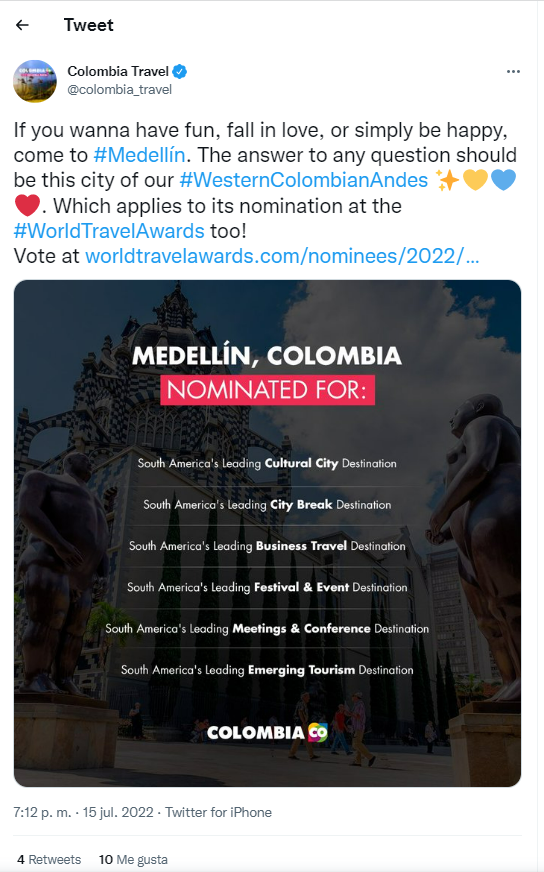 Tweet
Colombia Travel
@colombia_travel
If you wanna have fun, fall in love, or simply be happy,
come to #Medellín. The answer to any question should
be this city of our #WesternColombianAndes ✨💛💙
❤️. Which applies to its nomination at the
#WorldTravelAwards too!
Vote at worldtravelawards.com/nominees/2022/...
MEDELLÍN, COLOMBIA
NOMINATED FOR:
South America's Leading Cultural City Destination
South America's Leading City Break Destination
South America's Leading Business Travel Destination
South America's Leading Festival & Event Destination
South America's Leading Meetings & Conference Destination
South America's Leading Emerging Tourism Destination
COLOMBIA CO
7:12 p. m. · 15 jul. 2022 · Twitter for iPhone
4 Retweets 10 Me gusta